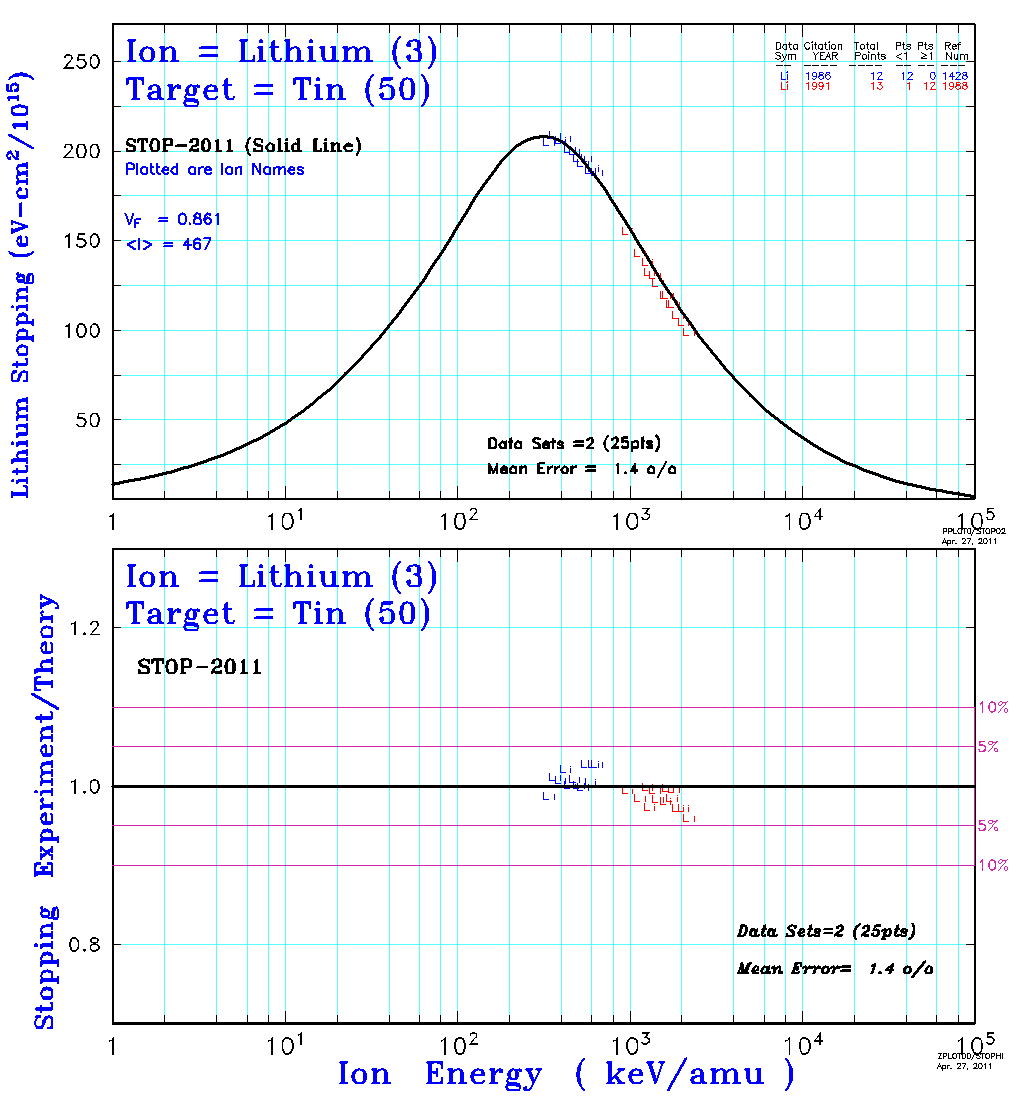 Ion = Lithium (3)
Target = Tin (50)
STOP-2011 (Solid Line)
Plotted are Ion Names
VF = 0.861
<I> = 467
Data Citation Total Pts Pts Ref
Sym YEAR Points <1 ≥1 Num
Li 1986 12 12 0 1428
Li 1991 13 1 12 1988
Lithium Stopping (eV-cm²/10¹⁵)
250
200
150
100
50
Data Sets =2 (25pts)
Mean Error = 1.4 o/o
1 10¹ 10² 10³ 10⁴ 10⁵
PPLOT0/STOP02
Apr. 27, 2011
Ion = Lithium (3)
Target = Tin (50)
STOP-2011
Stopping Experiment/Theory
1.2
1.0
0.8
10%
5%
5%
10%
Data Sets=2 (25pts)
Mean Error= 1.4 o/o
1 10¹ 10² 10³ 10⁴ 10⁵
Ion Energy ( keV/amu )
Apr. 27, 2011